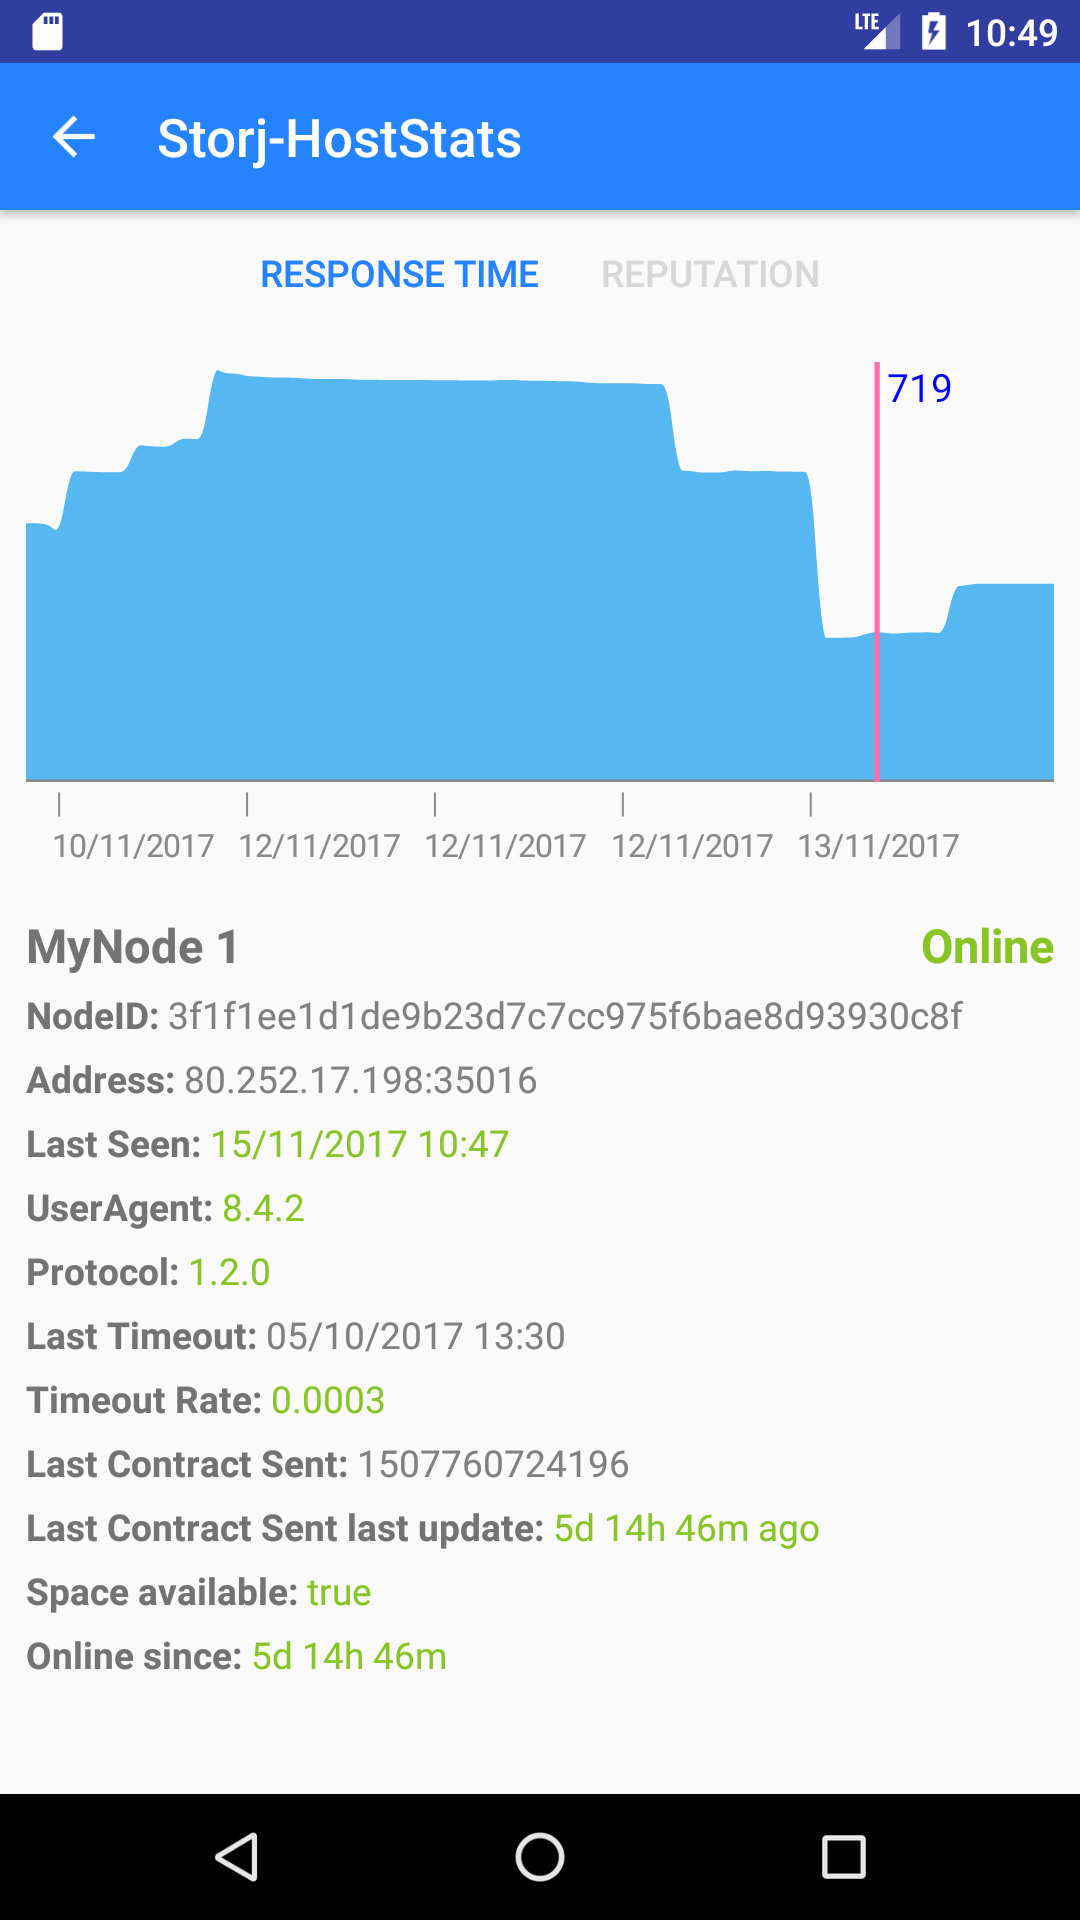 LTE 10:49
Storj-HostStats
RESPONSE TIME REPUTATION
719
10/11/2017 12/11/2017 12/11/2017 12/11/2017 13/11/2017
MyNode 1 Online
NodeID: 3f1f1ee1d1de9b23d7c7cc975f6bae8d93930c8f
Address: 80.252.17.198:35016
Last Seen: 15/11/2017 10:47
UserAgent: 8.4.2
Protocol: 1.2.0
Last Timeout: 05/10/2017 13:30
Timeout Rate: 0.0003
Last Contract Sent: 1507760724196
Last Contract Sent last update: 5d 14h 46m ago
Space available: true
Online since: 5d 14h 46m